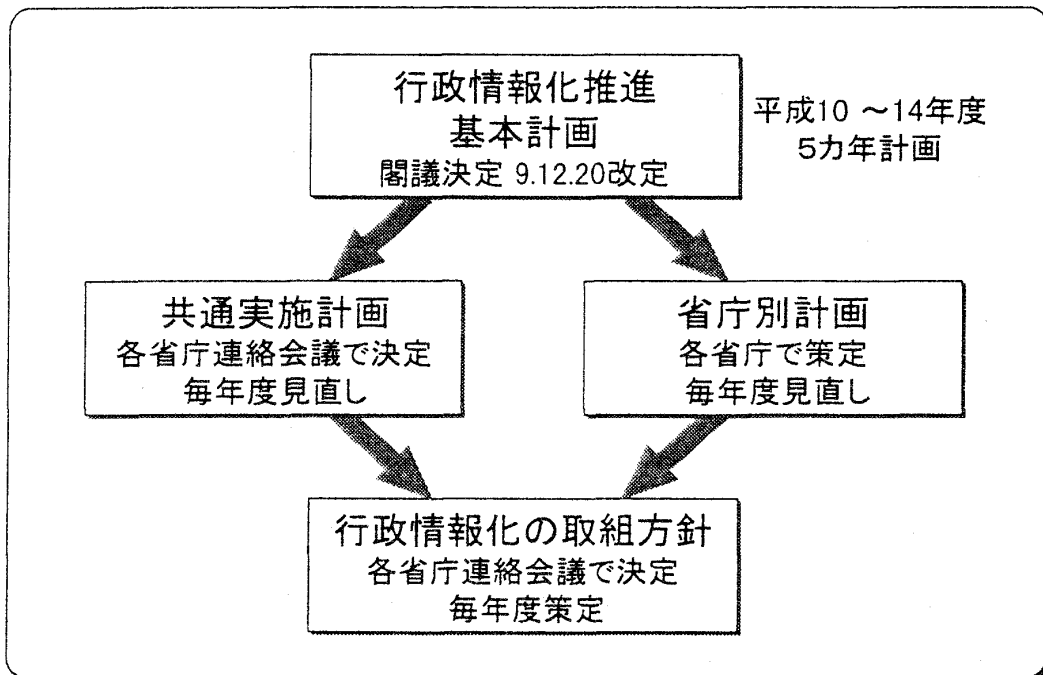 行政情報化推進
基本計画
閣議決定 9.12.20改定
平成10 ～14年度
5カ年計画
共通実施計画
各省庁連絡会議で決定
毎年度見直し
省庁別計画
各省庁で策定
毎年度見直し
行政情報化の取組方針
各省庁連絡会議で決定
毎年度策定